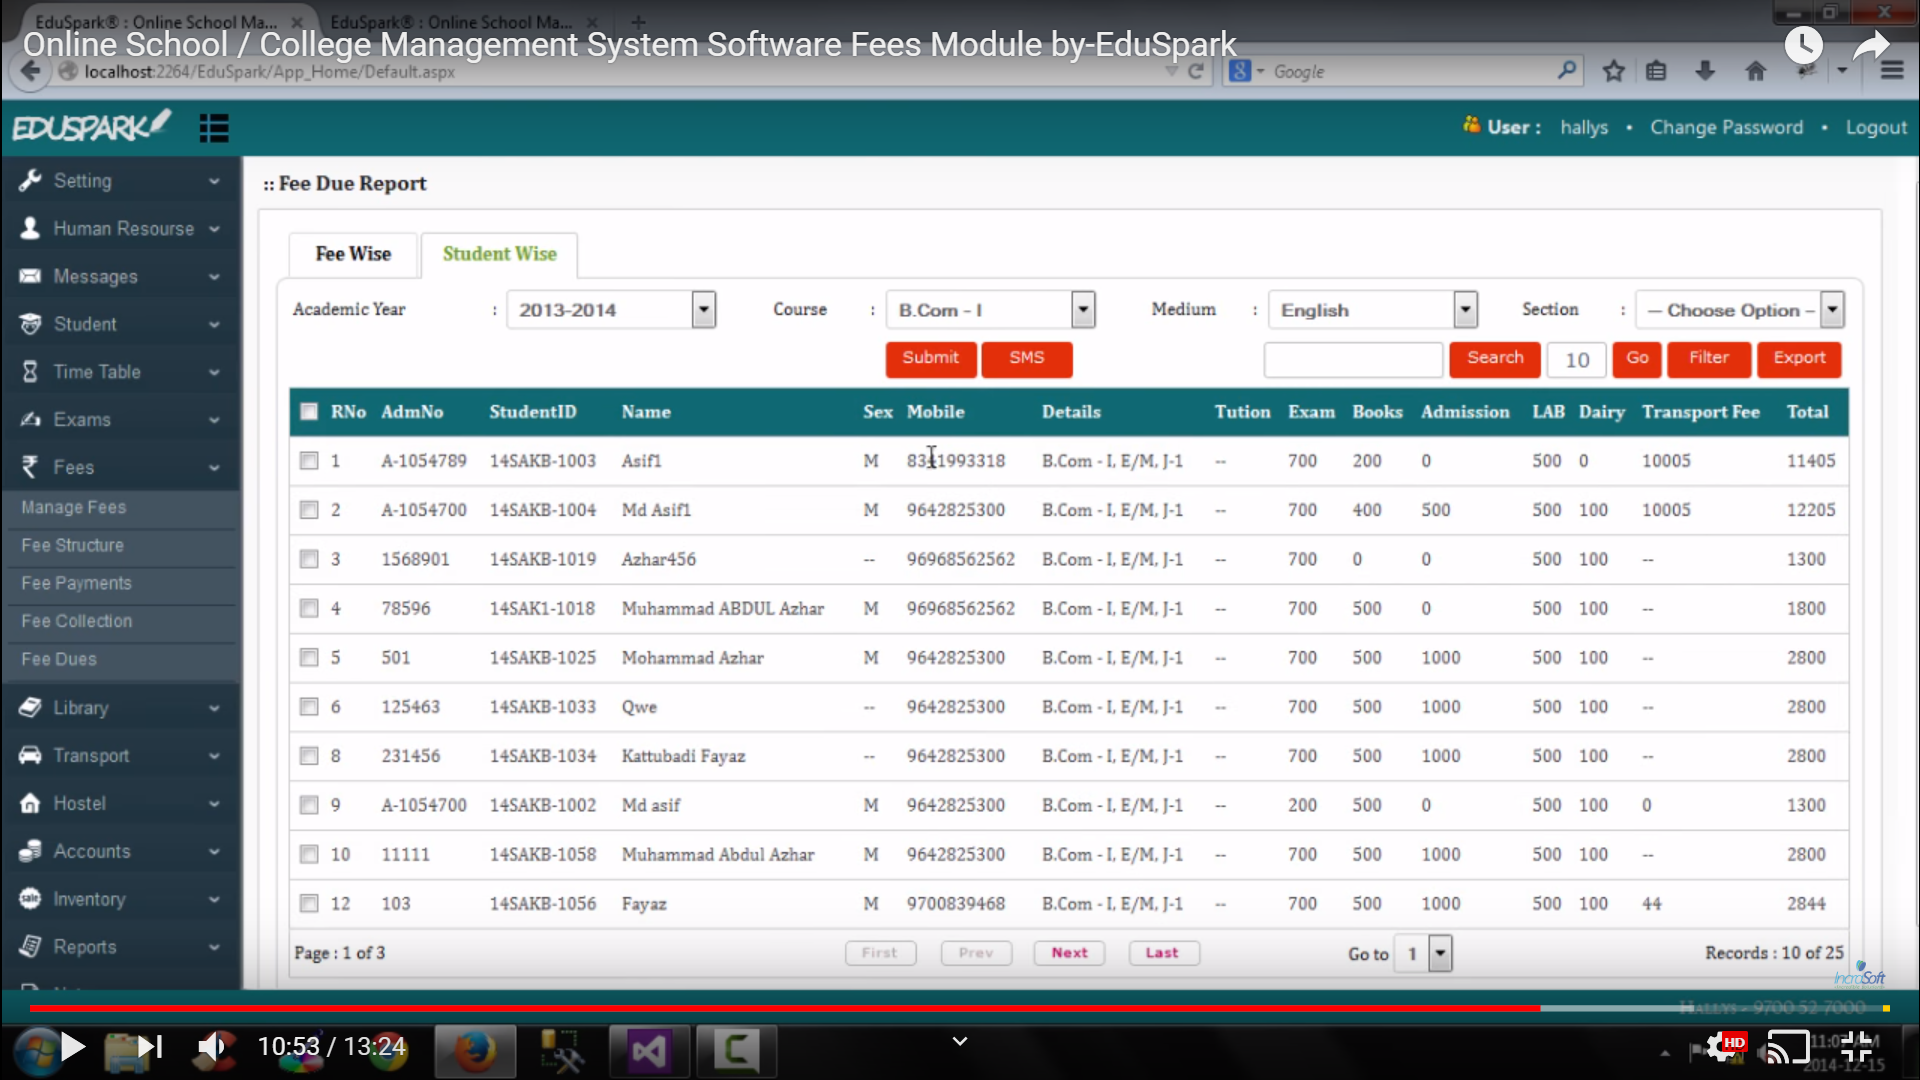 EduSpark® : Online School Ma... EduSpark® : Online School Ma...
Online School / College Management System Software Fees Module by-EduSpark
localhost:2264/EduSpark/App_Home/Default.aspx Google
EDUSPARK User : hallys • Change Password • Logout
Setting
Human Resourse
Messages
Student
Time Table
Exams
Fees
Manage Fees
Fee Structure
Fee Payments
Fee Collection
Fee Dues
Library
Transport
Hostel
Accounts
Inventory
Reports
:: Fee Due Report
Fee Wise Student Wise
Academic Year : 2013-2014 Course : B.Com - I Medium : English Section : -- Choose Option --
Submit SMS Search 10 Go Filter Export
RNo AdmNo StudentID Name Sex Mobile Details Tution Exam Books Admission LAB Dairy Transport Fee Total
1 A-1054789 14SAKB-1003 Asif1 M B.Com - I, E/M, J-1 -- 700 200 0 500 0 10005 11405
2 A-1054700 14SAKB-1004 Md Asif1 M 9642825300 B.Com - I, E/M, J-1 -- 700 400 500 500 100 10005 12205
3 1568901 14SAKB-1019 Azhar456 -- 96968562562 B.Com - I, E/M, J-1 -- 700 0 0 500 100 -- 1300
4 78596 14SAK1-1018 Muhammad ABDUL Azhar M 96968562562 B.Com - I, E/M, J-1 -- 700 500 0 500 100 -- 1800
5 501 14SAKB-1025 Mohammad Azhar M 9642825300 B.Com - I, E/M, J-1 -- 700 500 1000 500 100 -- 2800
6 125463 14SAKB-1033 Qwe -- 9642825300 B.Com - I, E/M, J-1 -- 700 500 1000 500 100 -- 2800
8 231456 14SAKB-1034 Kattubadi Fayaz -- 9642825300 B.Com - I, E/M, J-1 -- 700 500 1000 500 100 -- 2800
9 A-1054700 14SAKB-1002 Md asif M 9642825300 B.Com - I, E/M, J-1 -- 200 500 0 500 100 0 1300
10 11111 14SAKB-1058 Muhammad Abdul Azhar M 9642825300 B.Com - I, E/M, J-1 -- 700 500 1000 500 100 -- 2800
12 103 14SAKB-1056 Fayaz M 9700839468 B.Com - I, E/M, J-1 -- 700 500 1000 500 100 44 2844
Page : 1 of 3 First Prev Next Last Go to 1 Records : 10 of 25
IncraSoft
HALLYS - 9700 52 7000
10:53 / 13:24 HD 11:07 AM
2014-12-15